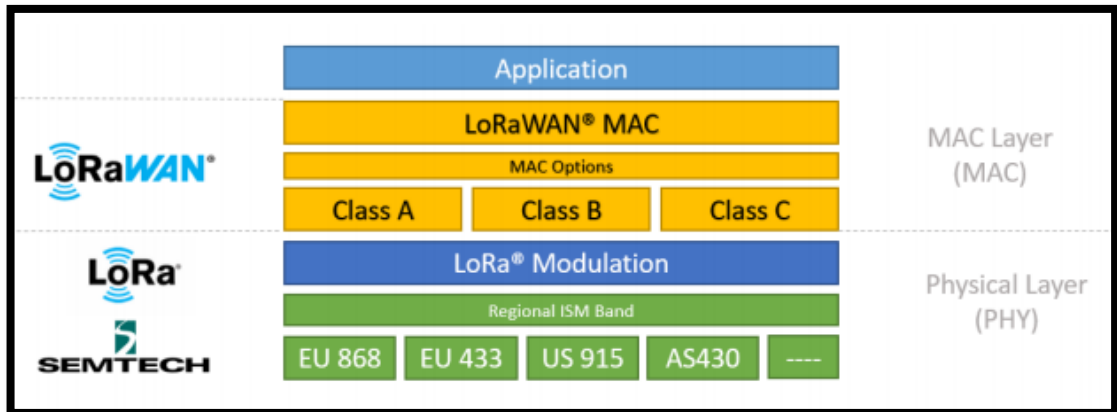 Application
LoRaWAN®
LoRaWAN® MAC
MAC Options
Class A Class B Class C
MAC Layer
(MAC)
LoRa®
SEMTECH
LoRa® Modulation
Regional ISM Band
EU 868 EU 433 US 915 AS430 ----
Physical Layer
(PHY)